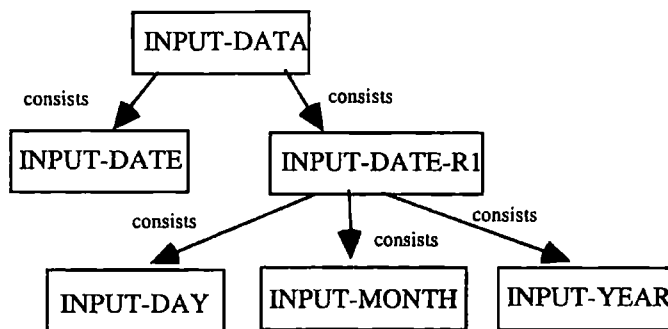 INPUT-DATA
consists
consists
INPUT-DATE
INPUT-DATE-R1
consists
consists
consists
INPUT-DAY
INPUT-MONTH
INPUT-YEAR